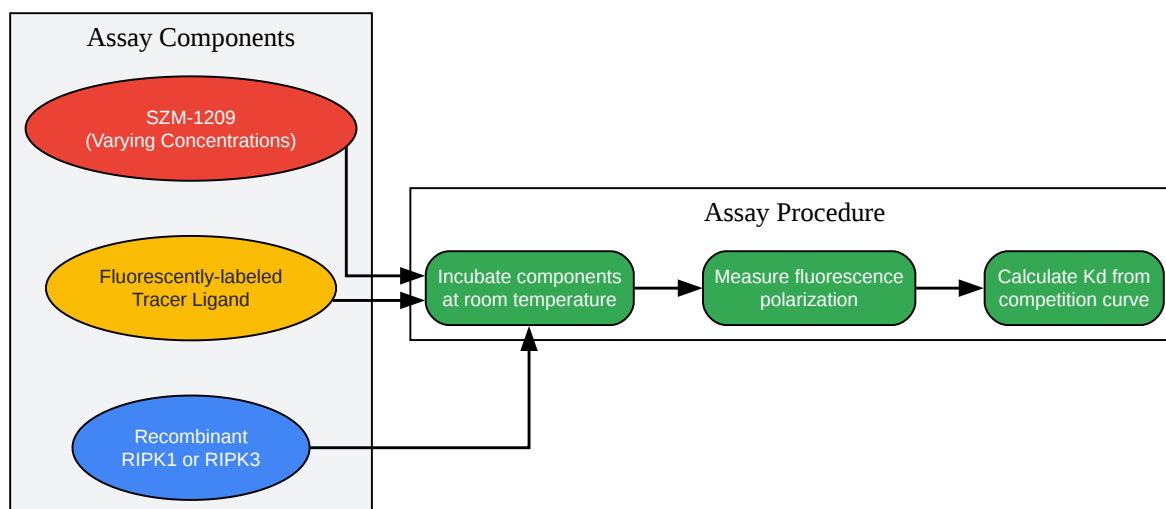 Assay Components
SZM-1209
(Varying Concentrations)
Fluorescently-labeled
Tracer Ligand
Recombinant
RIPK1 or RIPK3
Assay Procedure
Incubate components
at room temperature
Measure fluorescence
polarization
Calculate Kd from
competition curve